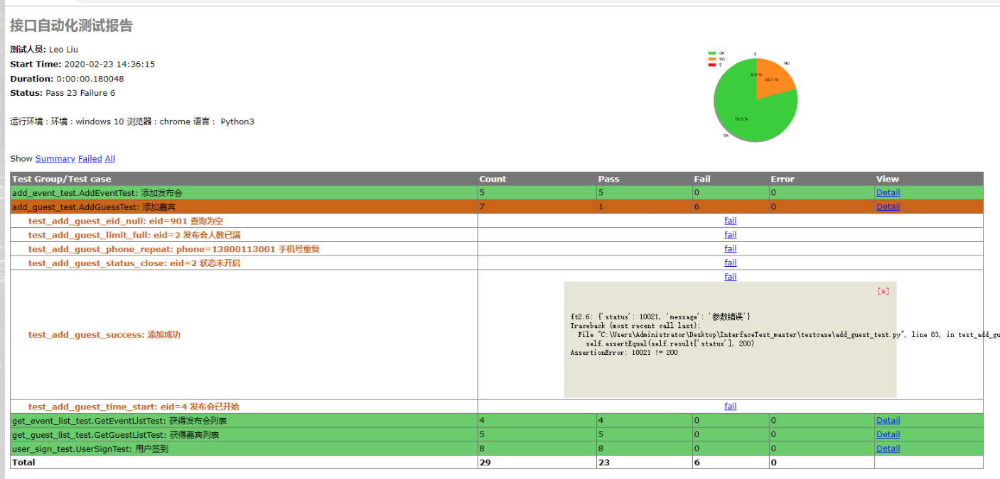 接口自动化测试报告
测试人员: Leo Liu
Start Time: 2020-02-23 14:36:15
Duration: 0:00:00.180048
Status: Pass 23 Failure 6
运行环境：环境：windows 10 浏览器：chrome 语言： Python3
OK
NG
E
E
NG
0.0 %
20.7 %
79.3 %
OK
Show Summary Failed All
Test Group/Test case Count Pass Fail Error View
add_event_test.AddEventTest: 添加发布会 5 5 0 0 Detail
add_guest_test.AddGuessTest: 添加嘉宾 7 1 6 0 Detail
test_add_guest_eid_null: eid=901 查询为空 fail
test_add_guest_limit_full: eid=2 发布会人数已满 fail
test_add_guest_phone_repeat: phone=13800113001 手机号重复 fail
test_add_guest_status_close: eid=2 状态未开启 fail
fail
[x]
ft2.6: {'status': 10021, 'message': '参数错误'}
Traceback (most recent call last):
File "C:\Users\Administrator\Desktop\InterfaceTest_master\testcase\add_guest_test.py", line 83, in test_add_gu
test_add_guest_success: 添加成功
self.assertEqual(self.result['status'], 200)
AssertionError: 10021 != 200
test_add_guest_time_start: eid=4 发布会已开始 fail
get_event_list_test.GetEventListTest: 获得发布会列表 4 4 0 0 Detail
get_guest_list_test.GetGuestListTest: 获得嘉宾列表 5 5 0 0 Detail
user_sign_test.UserSignTest: 用户签到 8 8 0 0 Detail
Total 29 23 6 0